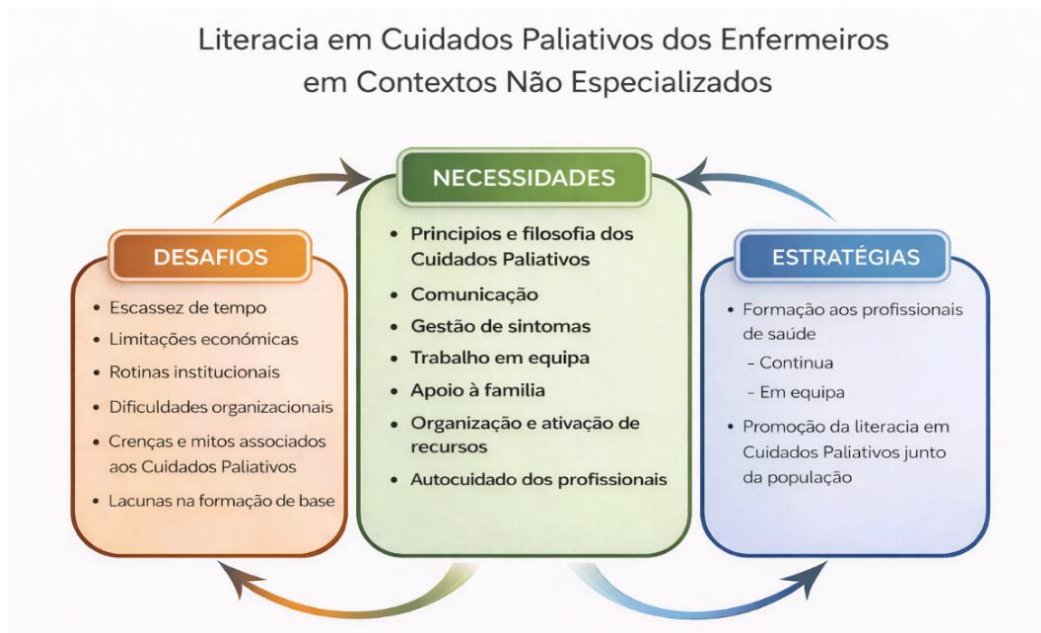 Literacia em Cuidados Paliativos dos Enfermeiros
em Contextos Não Especializados
DESAFIOS
• Escassez de tempo
• Limitações económicas
• Rotinas institucionais
• Dificuldades organizacionais
• Crenças e mitos associados
aos Cuidados Paliativos
• Lacunas na formação de base
NECESSIDADES
• Principios e filosofia dos
Cuidados Paliativos
• Comunicação
• Gestão de sintomas
• Trabalho em equipa
• Apoio à familia
• Organização e ativação de
recursos
• Autocuidado dos profissionais
ESTRATÉGIAS
• Formação aos profissionais
de saúde
- Continua
- Em equipa
• Promoção da literacia em
Cuidados Paliativos junto
da população